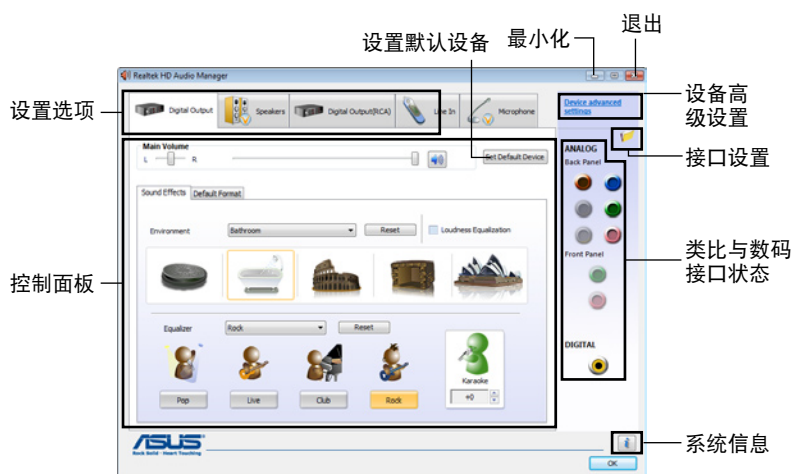 退出
最小化
设置默认设备
Realtek HD Audio Manager
设置选项
Digital Output
Speakers
Digital Output(RCA)
Line In
Microphone
Device advanced
settings
设备高
级设置
Main Volume
L
R
Set Default Device
ANALOG
Back Panel
接口设置
Sound Effects
Default Format
Environment
Bathroom
Reset
Loudness Equalization
Front Panel
类比与数码
接口状态
控制面板
Equalizer
Rock
Reset
DIGITAL
Karaoke
Pop
Live
Club
Rock
+0
ASUS
Rock Solid · Heart Touching
系统信息
OK